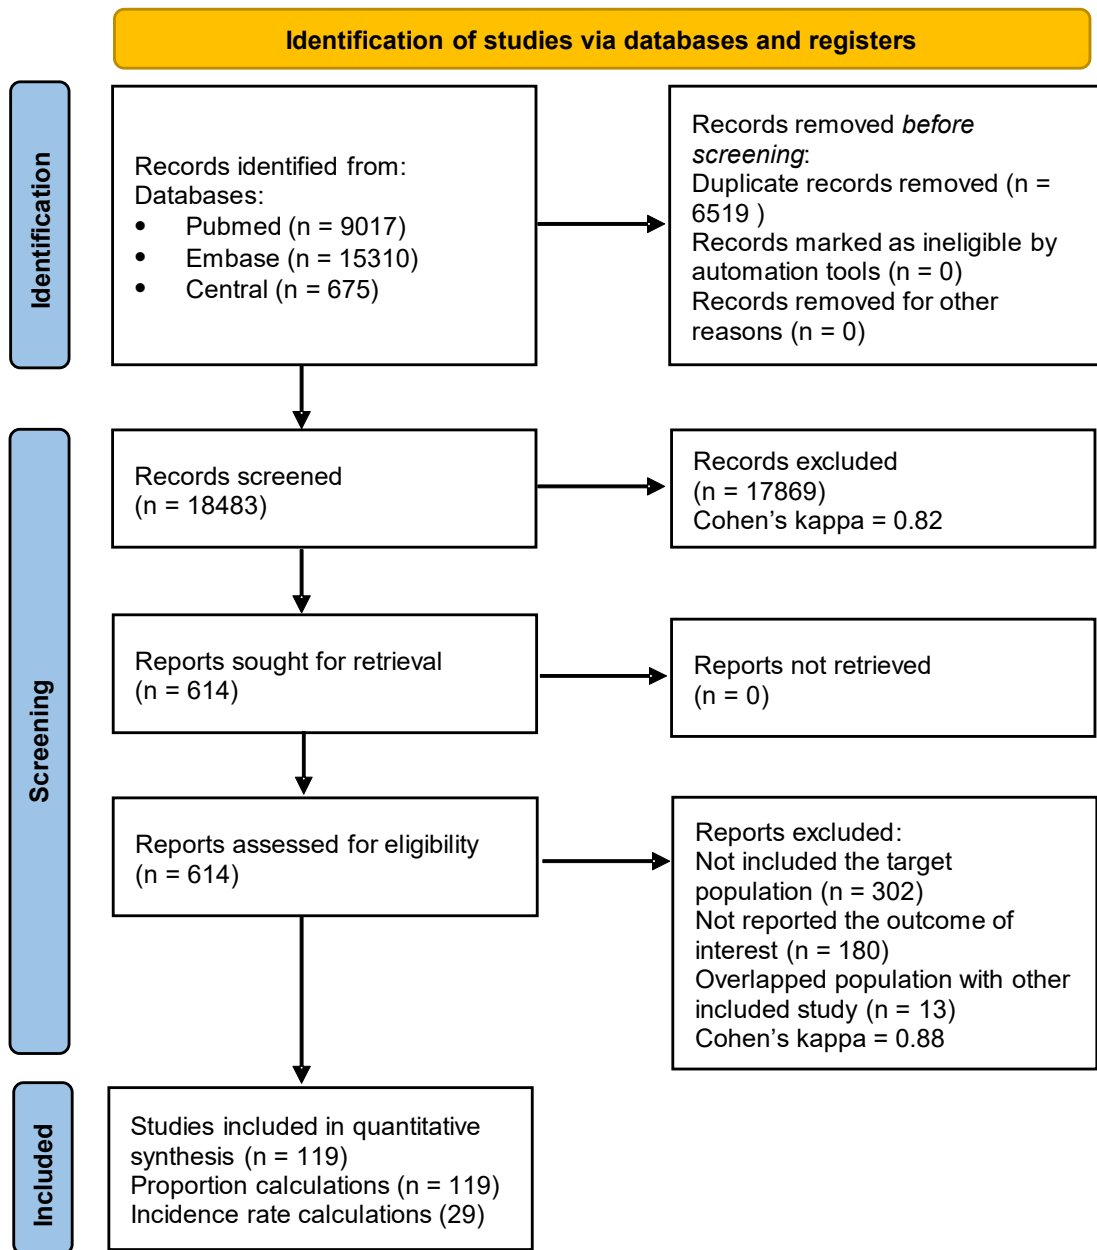 Identification of studies via databases and registers
Identification
Records identified from:
Databases:
• Pubmed (n = 9017)
• Embase (n = 15310)
• Central (n = 675)
Records removed before
screening:
Duplicate records removed (n =
6519 )
Records marked as ineligible by
automation tools (n = 0)
Records removed for other
reasons (n = 0)
Screening
Records screened
(n = 18483)
Records excluded
(n = 17869)
Cohen’s kappa = 0.82
Reports sought for retrieval
(n = 614)
Reports not retrieved
(n = 0)
Reports assessed for eligibility
(n = 614)
Reports excluded:
Not included the target
population (n = 302)
Not reported the outcome of
interest (n = 180)
Overlapped population with other
included study (n = 13)
Cohen’s kappa = 0.88
Included
Studies included in quantitative
synthesis (n = 119)
Proportion calculations (n = 119)
Incidence rate calculations (29)